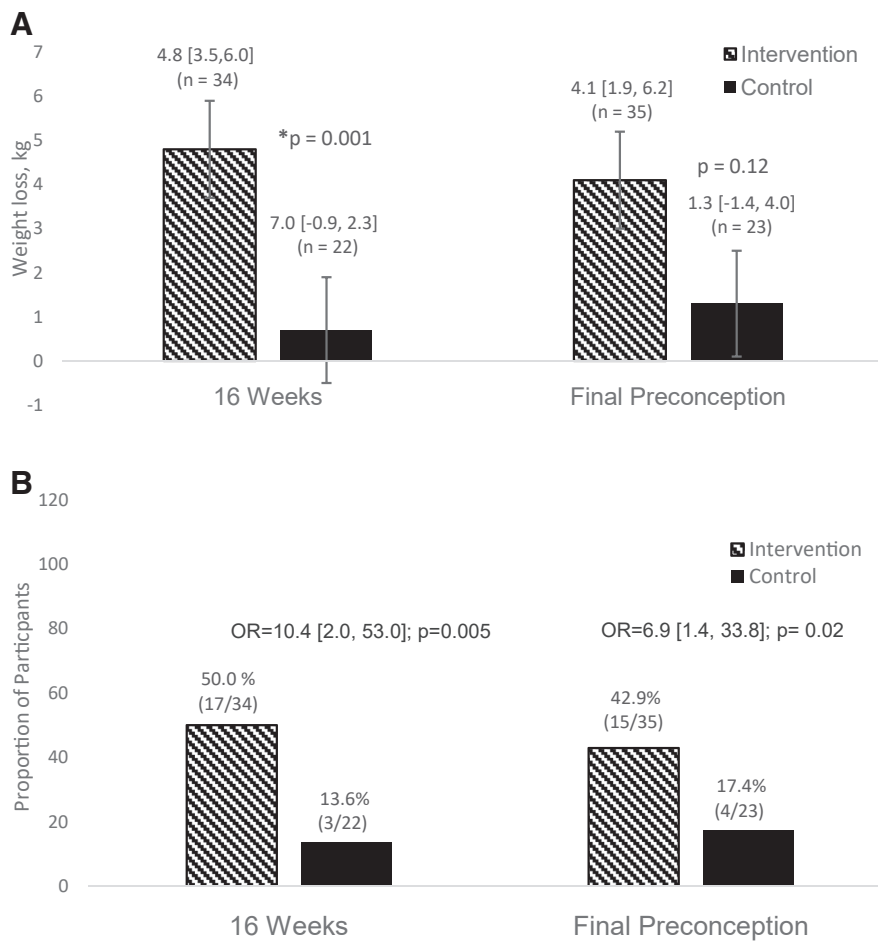 A
7
6
5
4
3
2
1
0
-1
Weight loss, kg
4.8 [3.5,6.0]
(n = 34)
*p = 0.001
7.0 [-0.9, 2.3]
(n = 22)
4.1 [1.9, 6.2]
(n = 35)
p = 0.12
1.3 [-1.4, 4.0]
(n = 23)
Intervention
Control
16 Weeks
Final Preconception
B
120
100
80
60
40
20
0
Proportion of Particpants
Intervention
Control
OR=10.4 [2.0, 53.0]; p=0.005
OR=6.9 [1.4, 33.8]; p= 0.02
50.0 %
(17/34)
13.6%
(3/22)
42.9%
(15/35)
17.4%
(4/23)
16 Weeks
Final Preconception